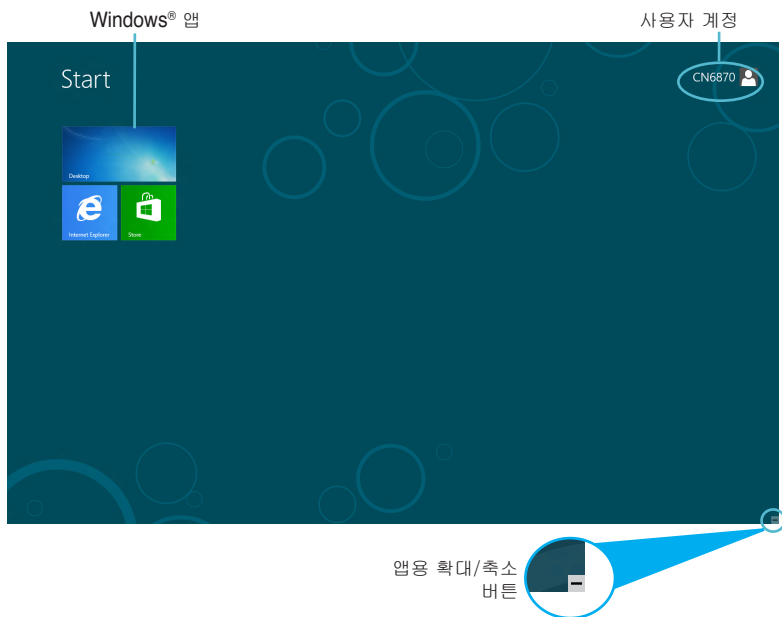 Windows® 앱
사용자 계정
Start
CN6870
Desktop
Internet Explorer
Store
앱용 확대/축소
버튼